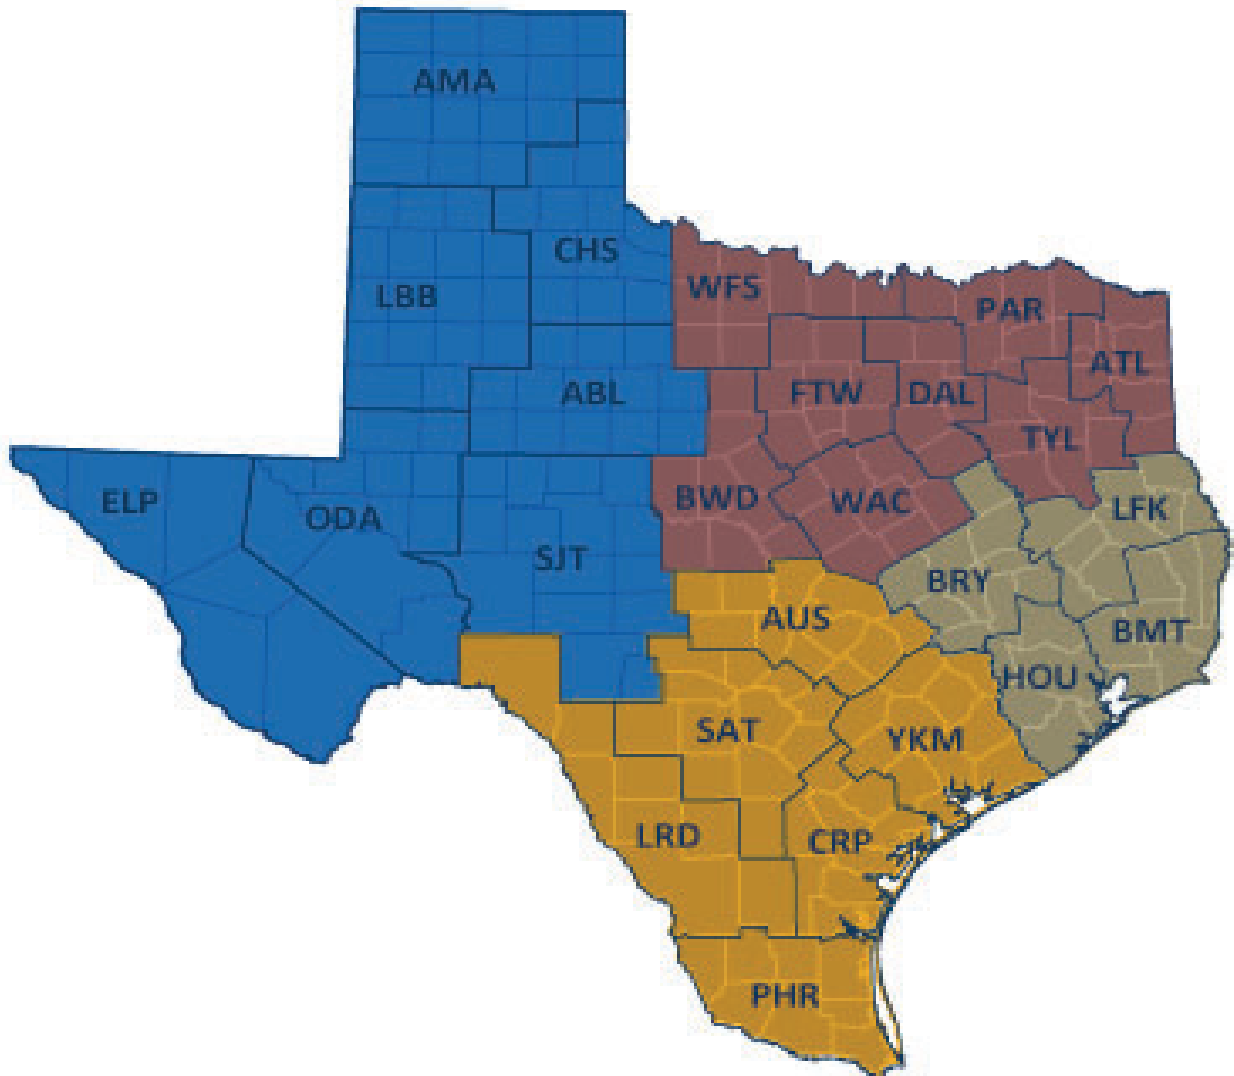 AMA
CHS
WFS
LBB
PAR
ATL
ABL
FTW
DAL
TYL
ELP
ODA
BWD
WAC
LFK
SJT
BRY
AUS
BMT
HOU
SAT
YKM
LRD
CRP
PHR